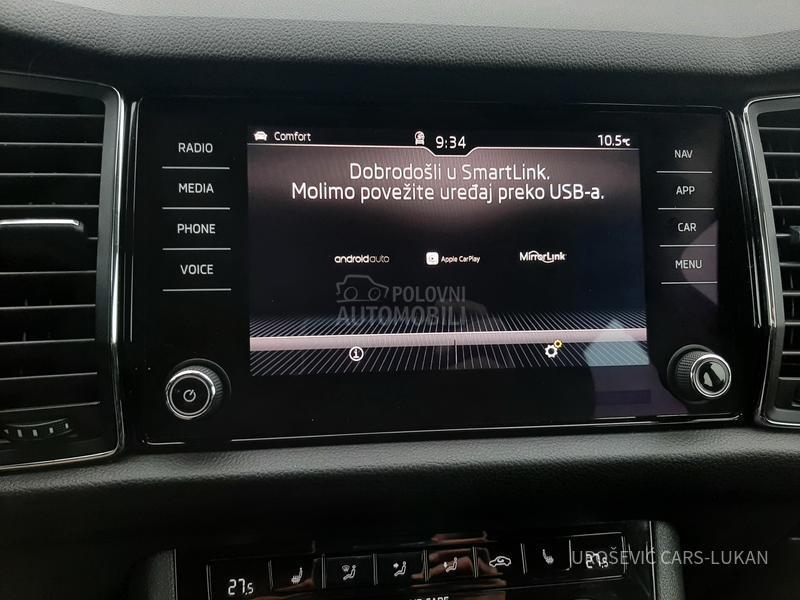 Comfort
9:34
10.5°C
RADIO
MEDIA
PHONE
VOICE
NAV
APP
CAR
MENU
Dobrodošli u SmartLink.
Molimo povežite uređaj preko USB-a.
androidauto
Apple CarPlay
MirrorLink
POLOVNI
AUTOMOBILI
27.5
27.5
UROŠEVIĆ CARS-LUKAN